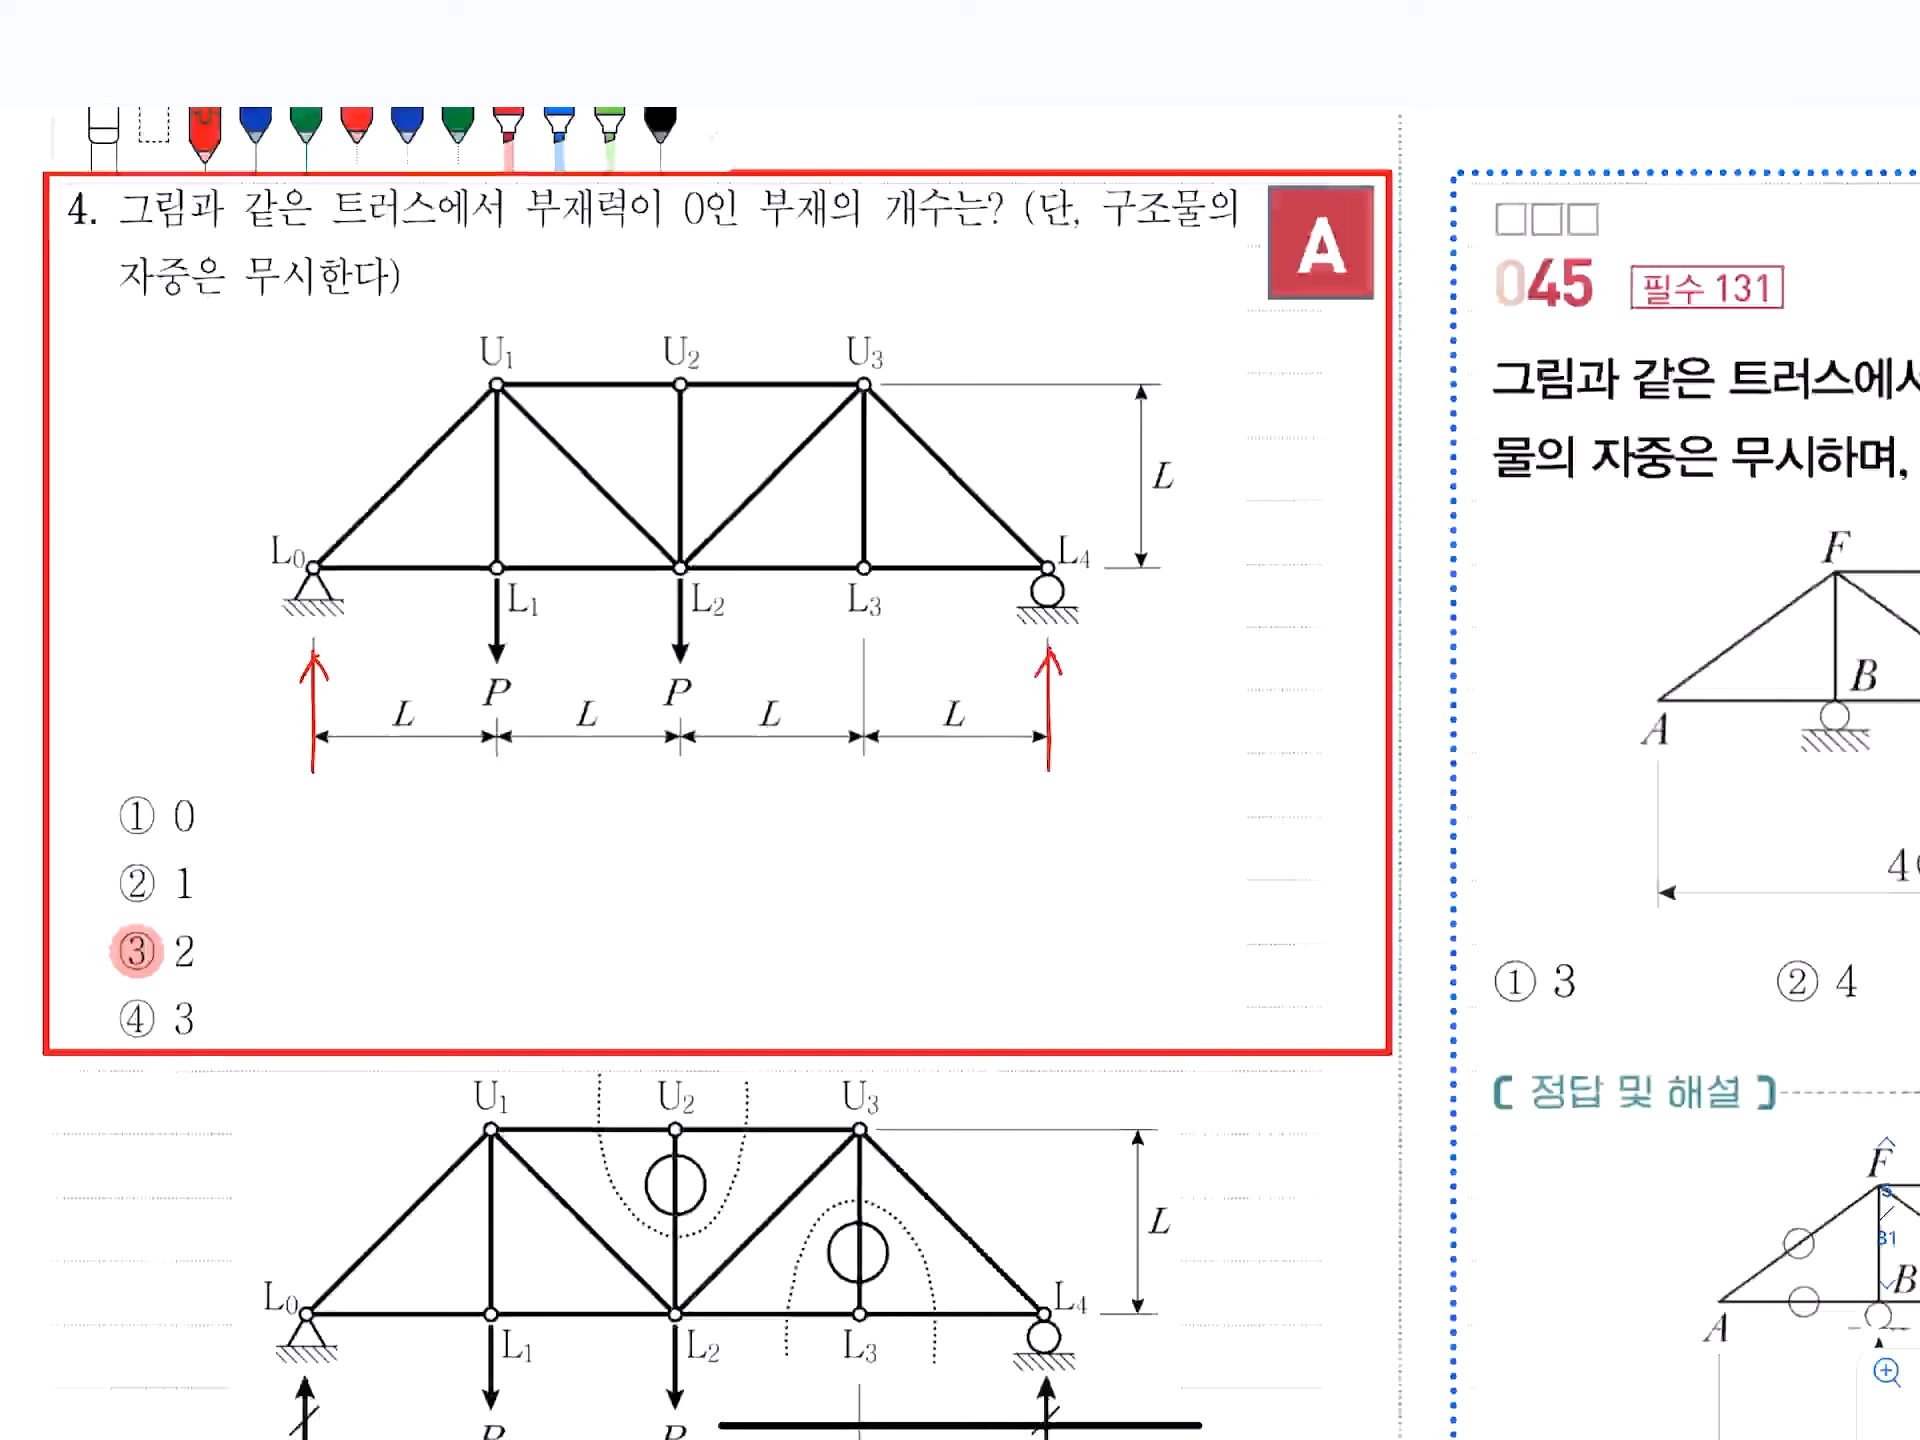 4. 그림과 같은 트러스에서 부재력이 0인 부재의 개수는? (단, 구조물의
자중은 무시한다)
A
U1 U2 U3
L
L0 L4
L1 L2 L3
P P
L L L L
① 0
② 1
③ 2
④ 3
U1 U2 U3
L
L0 L4
L1 L2 L3
045 필수 131
그림과 같은 트러스에서
물의 자중은 무시하며,
F
B
A
① 3 ② 4
[ 정답 및 해설 ]
F
B
A